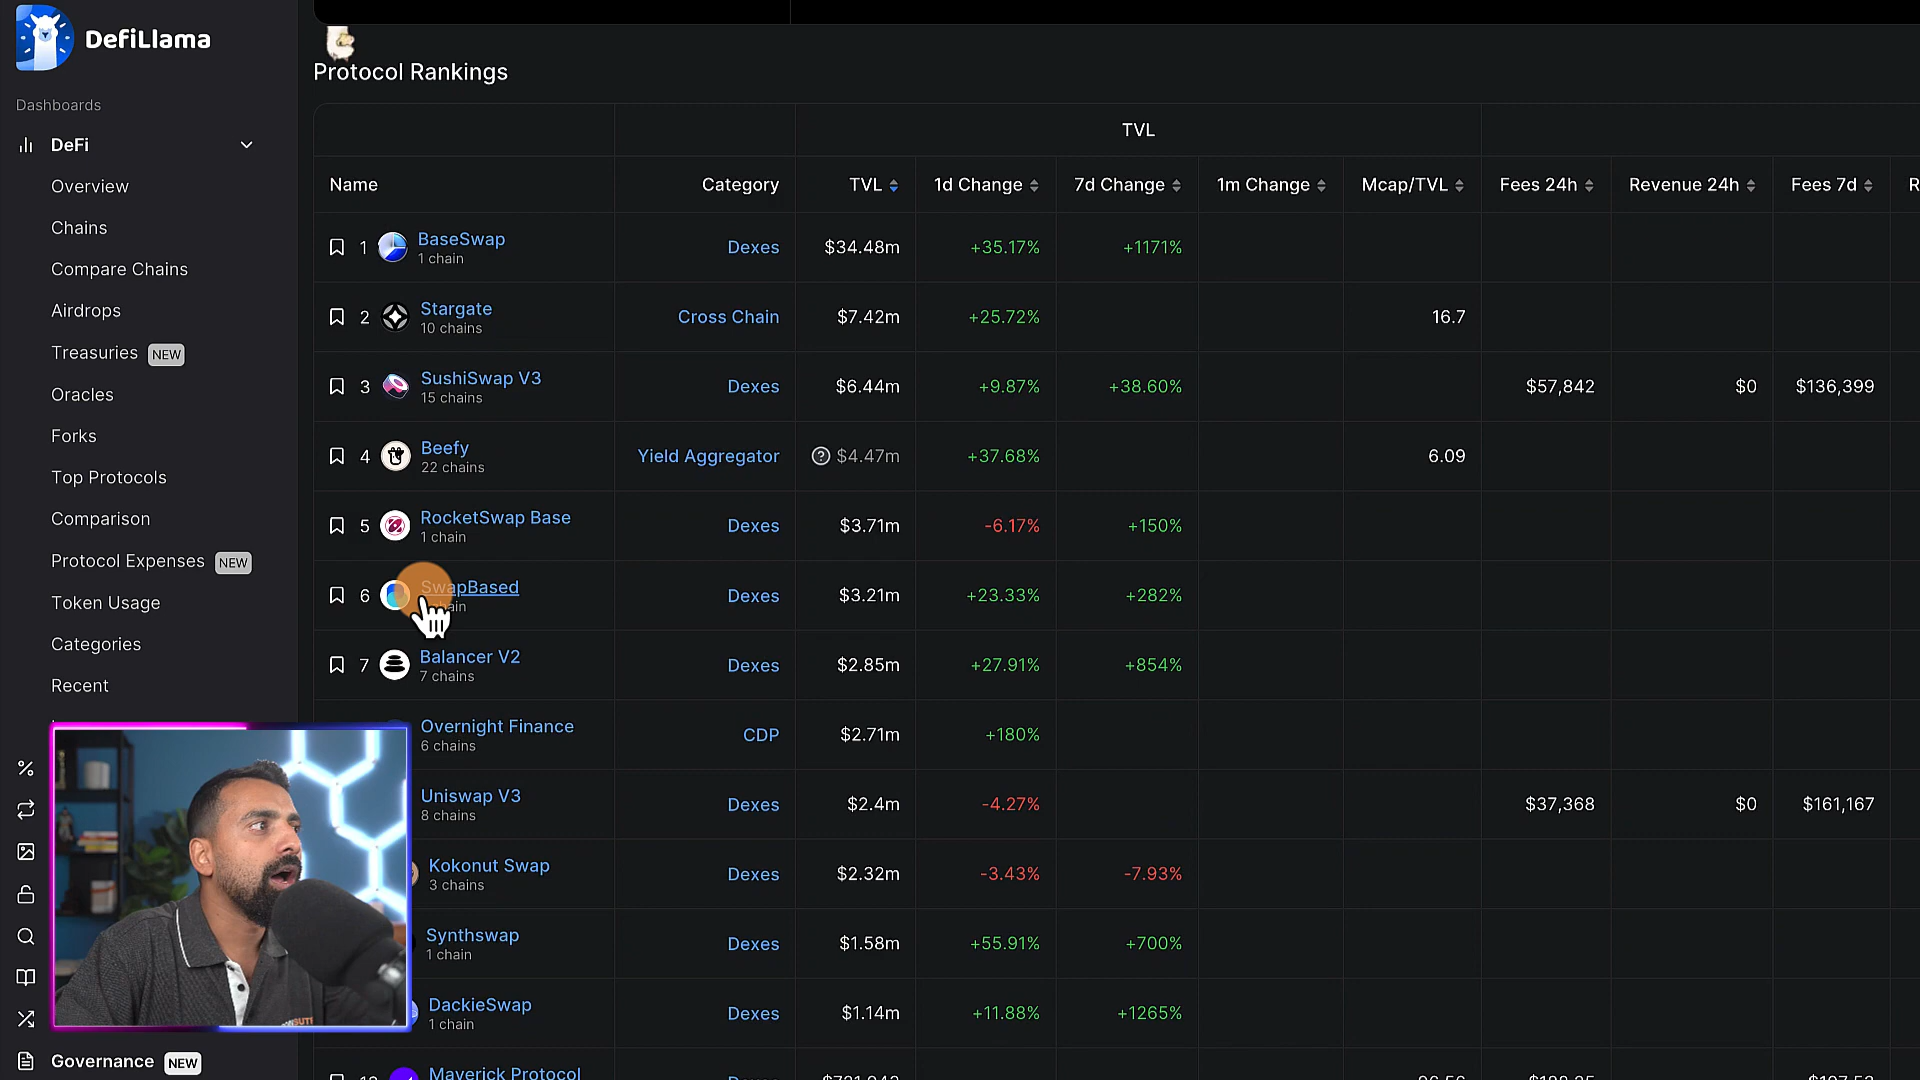 DefiLlama
Dashboards
DeFi
Overview
Chains
Compare Chains
Airdrops
Treasuries NEW
Oracles
Forks
Top Protocols
Comparison
Protocol Expenses NEW
Token Usage
Categories
Recent
Governance NEW
Protocol Rankings
TVL
Name Category TVL 1d Change 7d Change 1m Change Mcap/TVL Fees 24h Revenue 24h Fees 7d R
1 BaseSwap Dexes $34.48m +35.17% +1171%
1 chain
2 Stargate Cross Chain $7.42m +25.72% 16.7
10 chains
3 SushiSwap V3 Dexes $6.44m +9.87% +38.60% $57,842 $0 $136,399
15 chains
4 Beefy Yield Aggregator ? $4.47m +37.68% 6.09
22 chains
5 RocketSwap Base Dexes $3.71m -6.17% +150%
1 chain
6 SwapBased Dexes $3.21m +23.33% +282%
chain
7 Balancer V2 Dexes $2.85m +27.91% +854%
7 chains
Overnight Finance CDP $2.71m +180%
6 chains
Uniswap V3 Dexes $2.4m -4.27% $37,368 $0 $161,167
8 chains
Kokonut Swap Dexes $2.32m -3.43% -7.93%
3 chains
Synthswap Dexes $1.58m +55.91% +700%
1 chain
DackieSwap Dexes $1.14m +11.88% +1265%
1 chain
Maverick Protocol